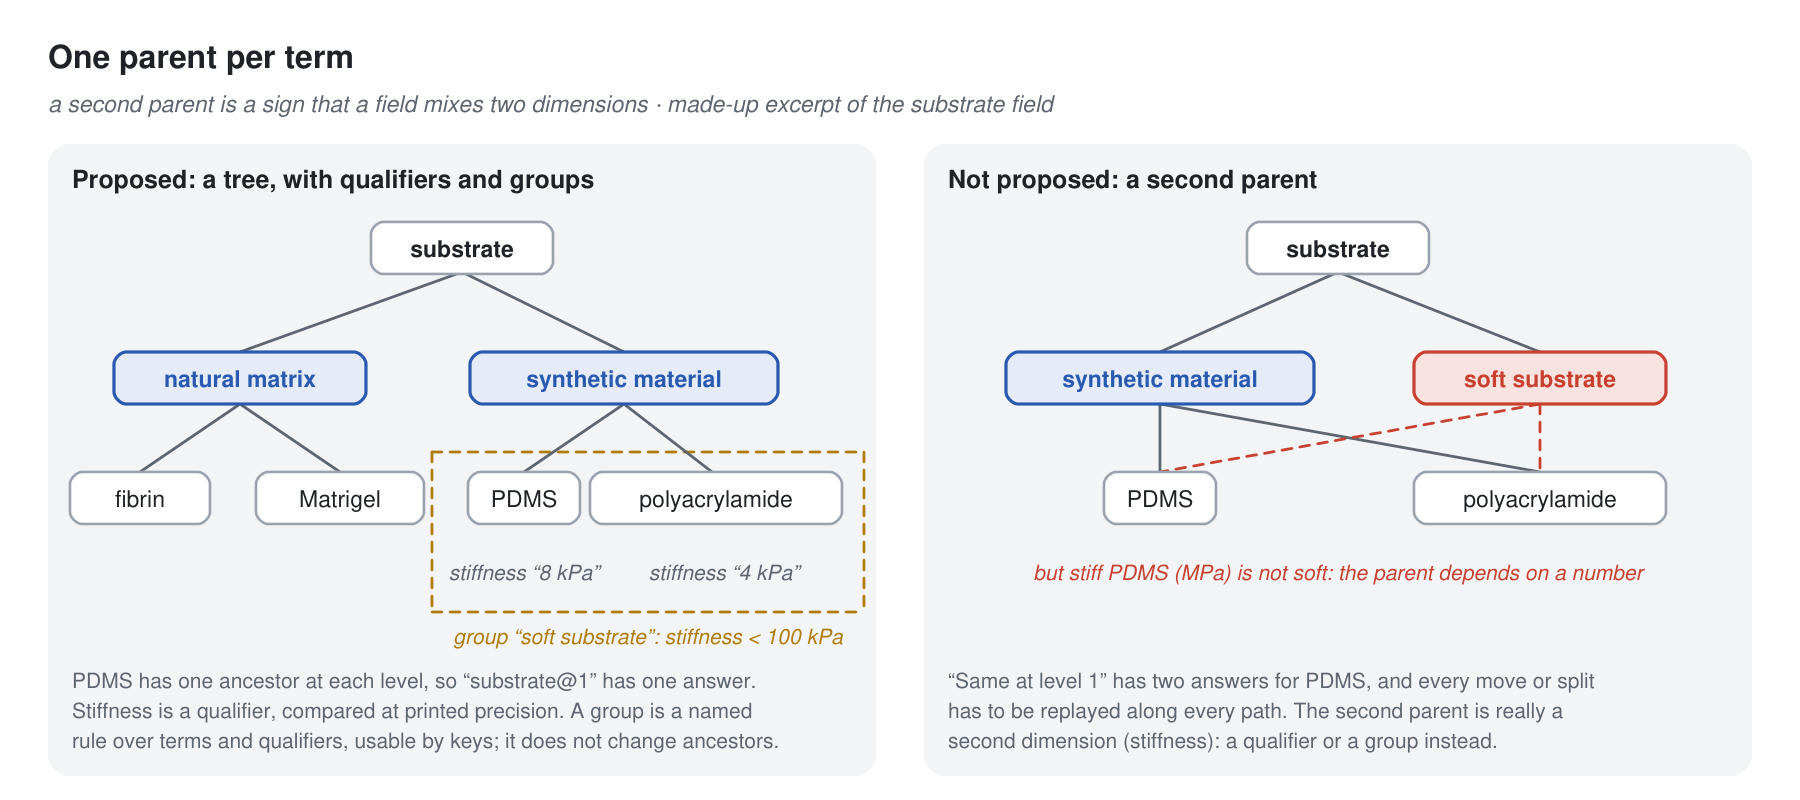 One parent per term
a second parent is a sign that a field mixes two dimensions · made-up excerpt of the substrate field
Proposed: a tree, with qualifiers and groups
substrate
natural matrix
synthetic material
fibrin
Matrigel
PDMS
polyacrylamide
stiffness “8 kPa”
stiffness “4 kPa”
group “soft substrate”: stiffness < 100 kPa
PDMS has one ancestor at each level, so “substrate@1” has one answer.
Stiffness is a qualifier, compared at printed precision. A group is a named
rule over terms and qualifiers, usable by keys; it does not change ancestors.
Not proposed: a second parent
substrate
synthetic material
soft substrate
PDMS
polyacrylamide
but stiff PDMS (MPa) is not soft: the parent depends on a number
“Same at level 1” has two answers for PDMS, and every move or split
has to be replayed along every path. The second parent is really a
second dimension (stiffness): a qualifier or a group instead.